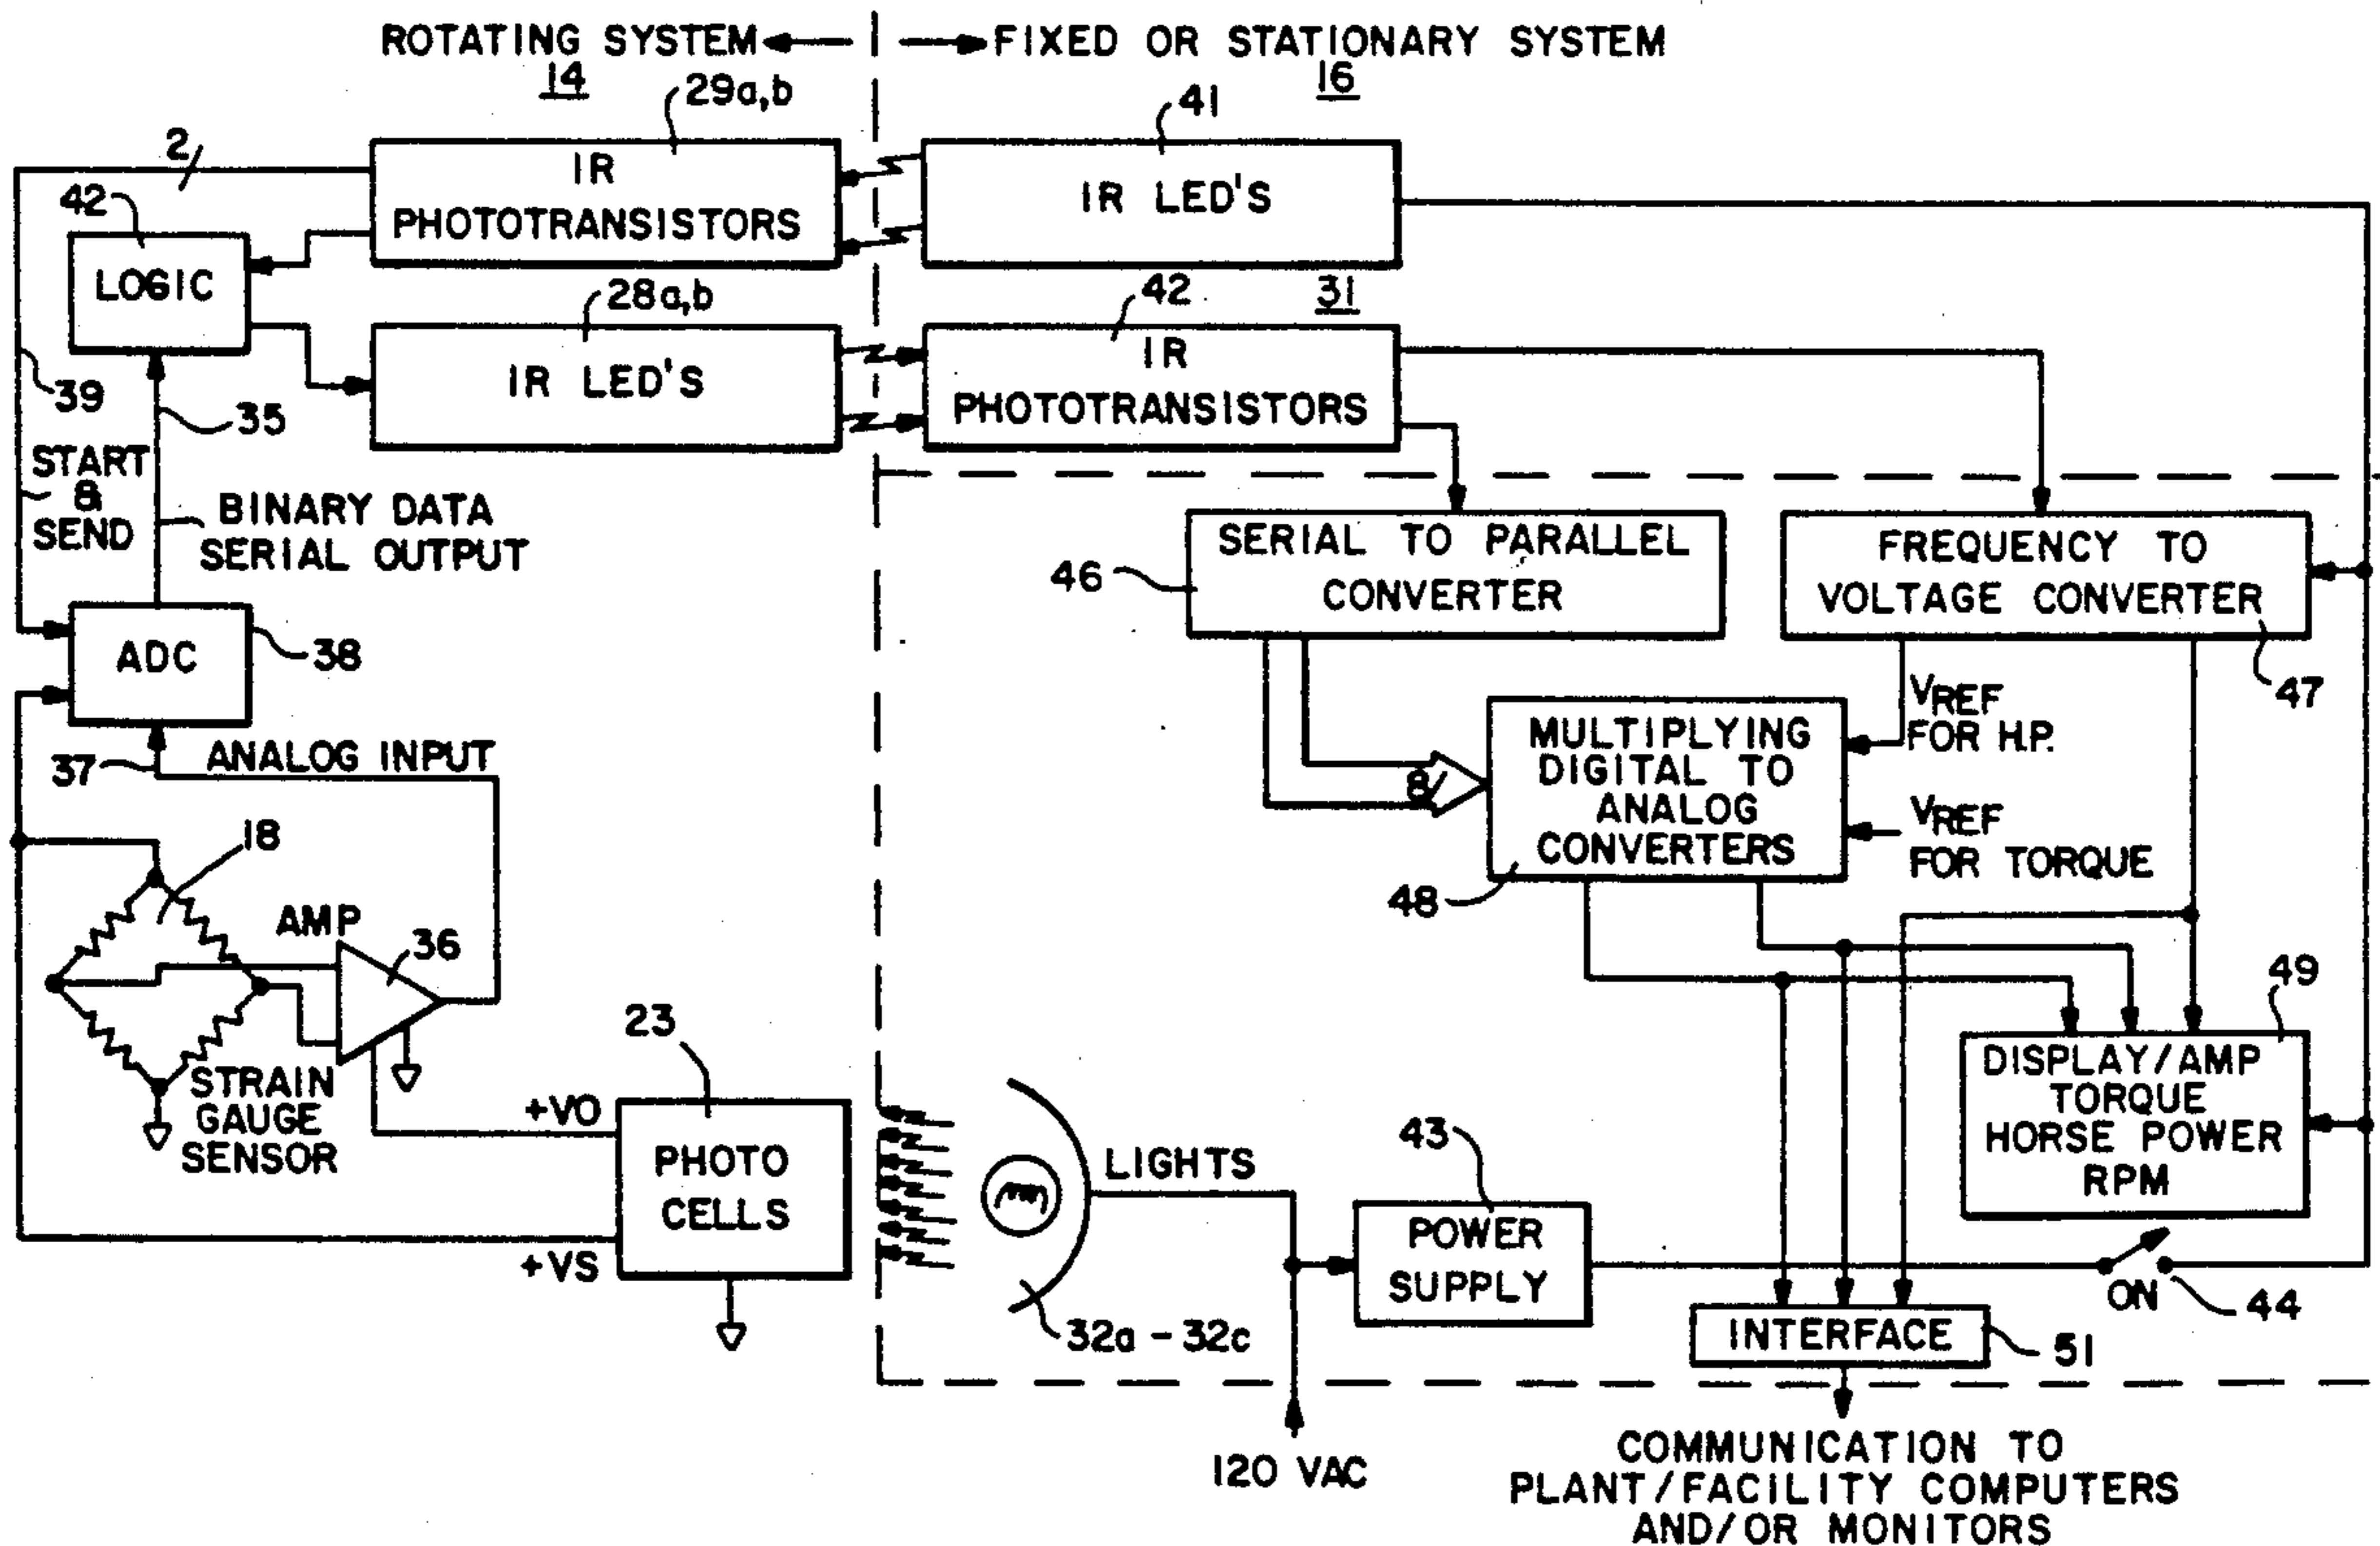 ROTATING SYSTEM
FIXED OR STATIONARY SYSTEM
14
16
29a,b
41
2
IR
PHOTOTRANSISTORS
IR LED'S
42
LOGIC
28a,b
42
31
IR LED'S
IR
PHOTOTRANSISTORS
39
35
START
&
SEND
BINARY DATA
SERIAL OUTPUT
SERIAL TO PARALLEL
CONVERTER
46
FREQUENCY TO
VOLTAGE CONVERTER
47
ADC
38
37
ANALOG INPUT
VREF
FOR H.P.
MULTIPLYING
DIGITAL TO
ANALOG
CONVERTERS
8
VREF
FOR TORQUE
48
18
AMP
36
49
23
STRAIN
GAUGE
SENSOR
+VO
PHOTO
CELLS
+VS
LIGHTS
43
POWER
SUPPLY
DISPLAY/AMP
TORQUE
HORSE POWER
RPM
ON
44
32a - 32c
INTERFACE
51
120 VAC
COMMUNICATION TO
PLANT/FACILITY COMPUTERS
AND/OR MONITORS